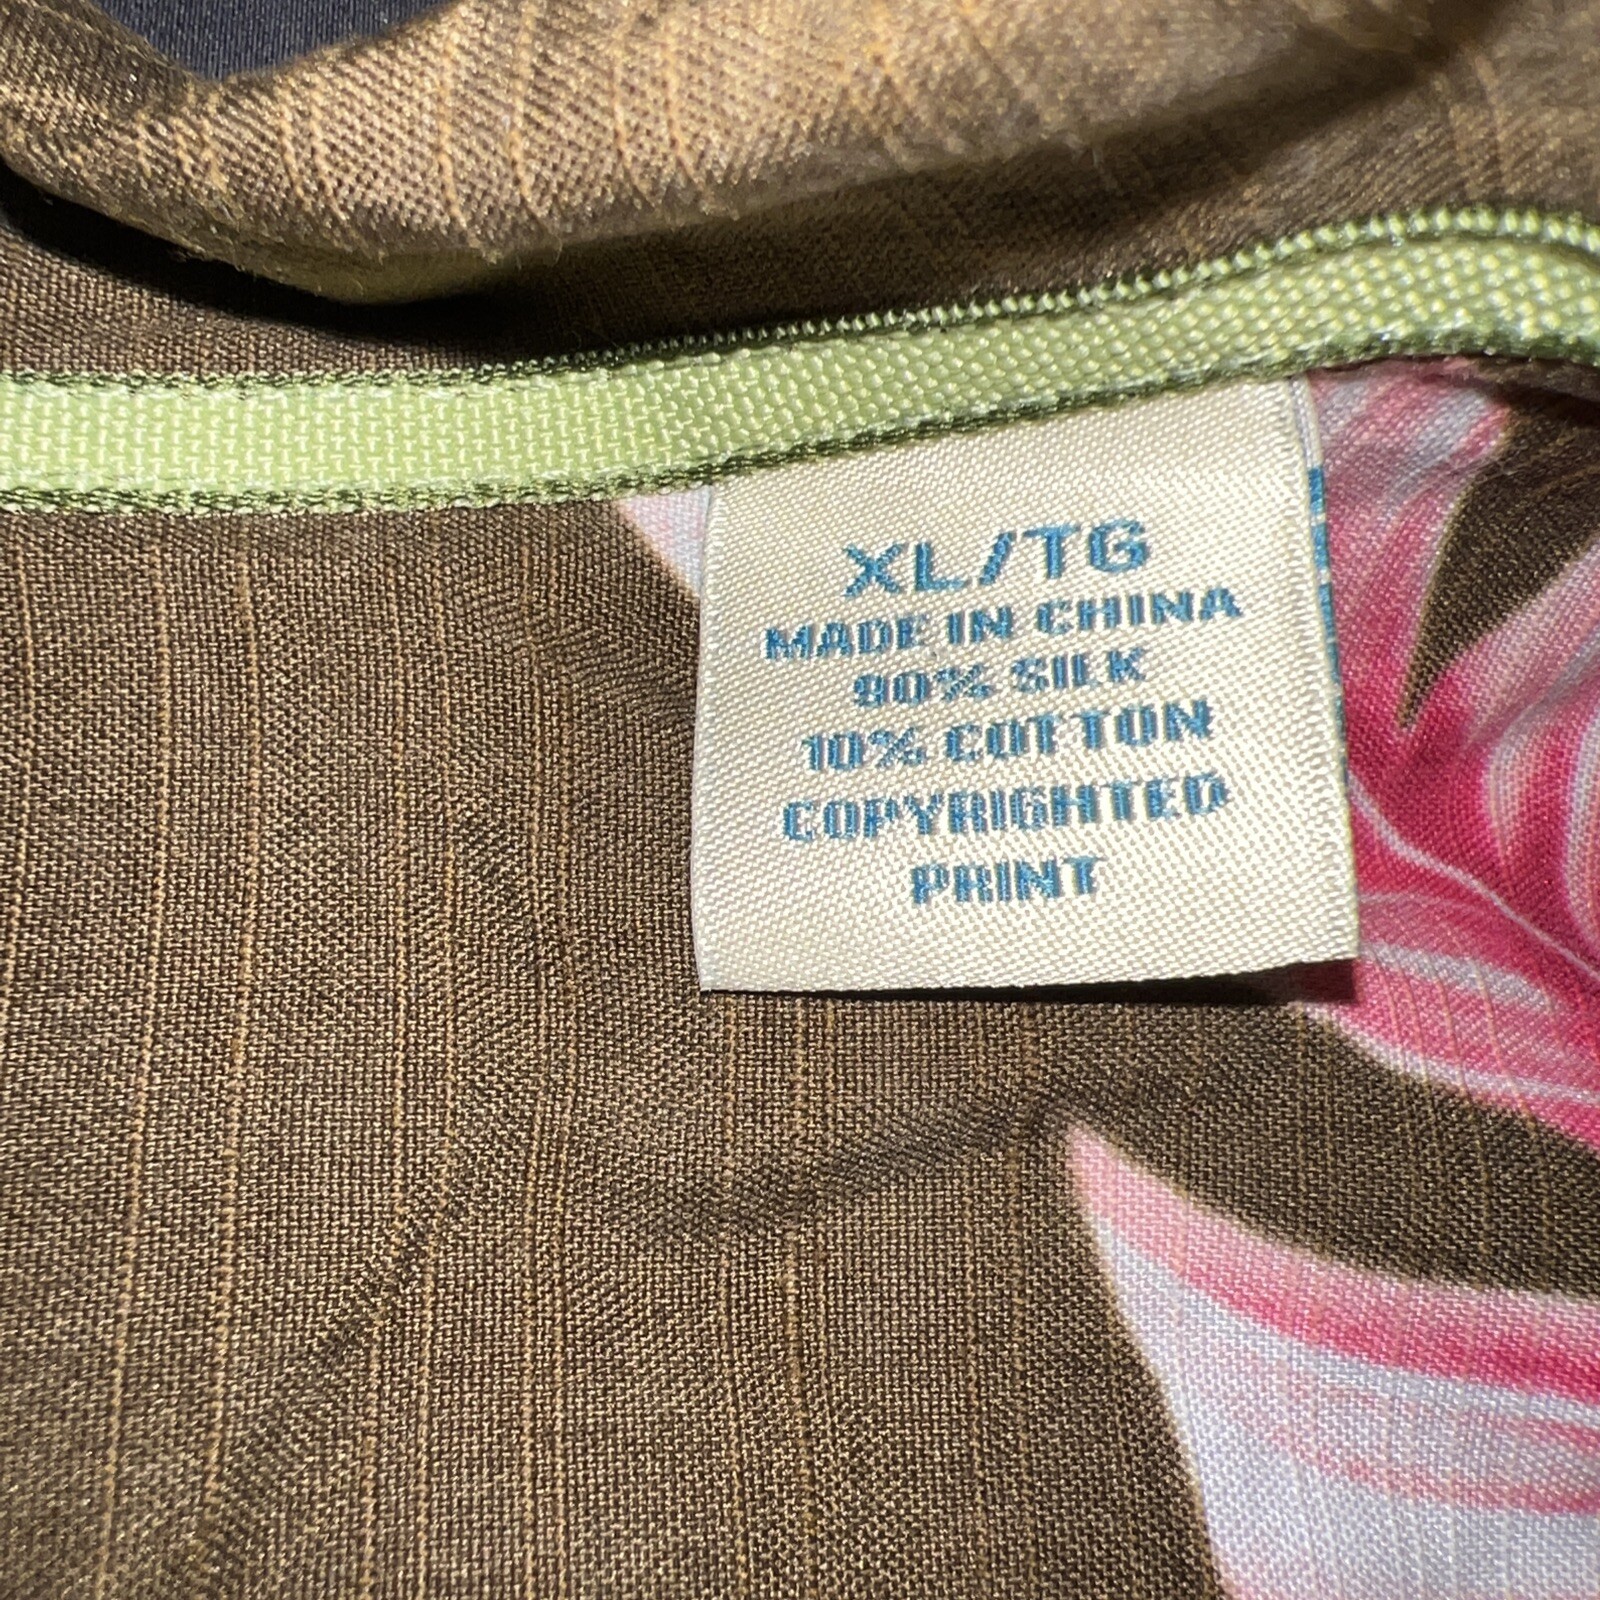 XL/TG
MADE IN CHINA
90% SILK
10% COTTON
COPYRIGHTED
PRINT